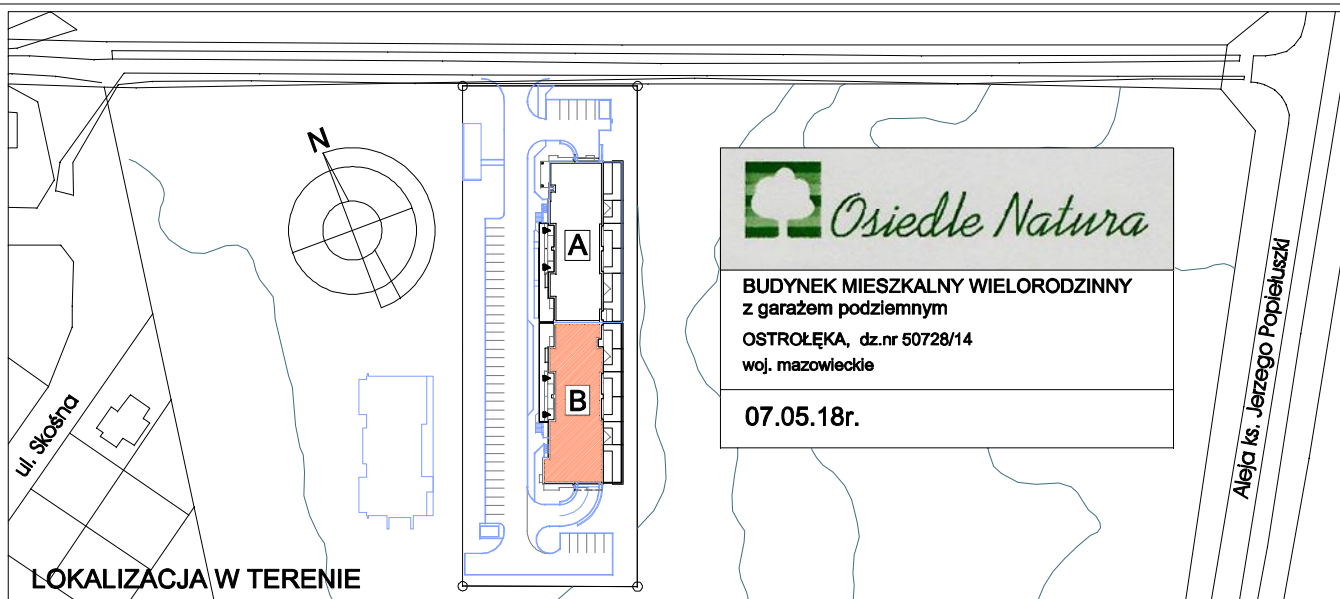 N
A
B
Osiedle Natura
BUDYNEK MIESZKALNY WIELORODZINNY
z garażem podziemnym
OSTROŁĘKA, dz.nr 50728/14
woj. mazowieckie
07.05.18r.
Aleja ks. Jerzego Popiełuszki
ul. Skośna
LOKALIZACJA W TERENIE